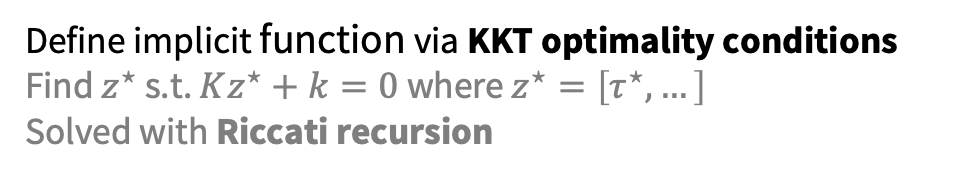 Define implicit function via KKT optimality conditions
Find z* s.t. Kz* + k = 0 where z* = [τ*, ...]
Solved with Riccati recursion